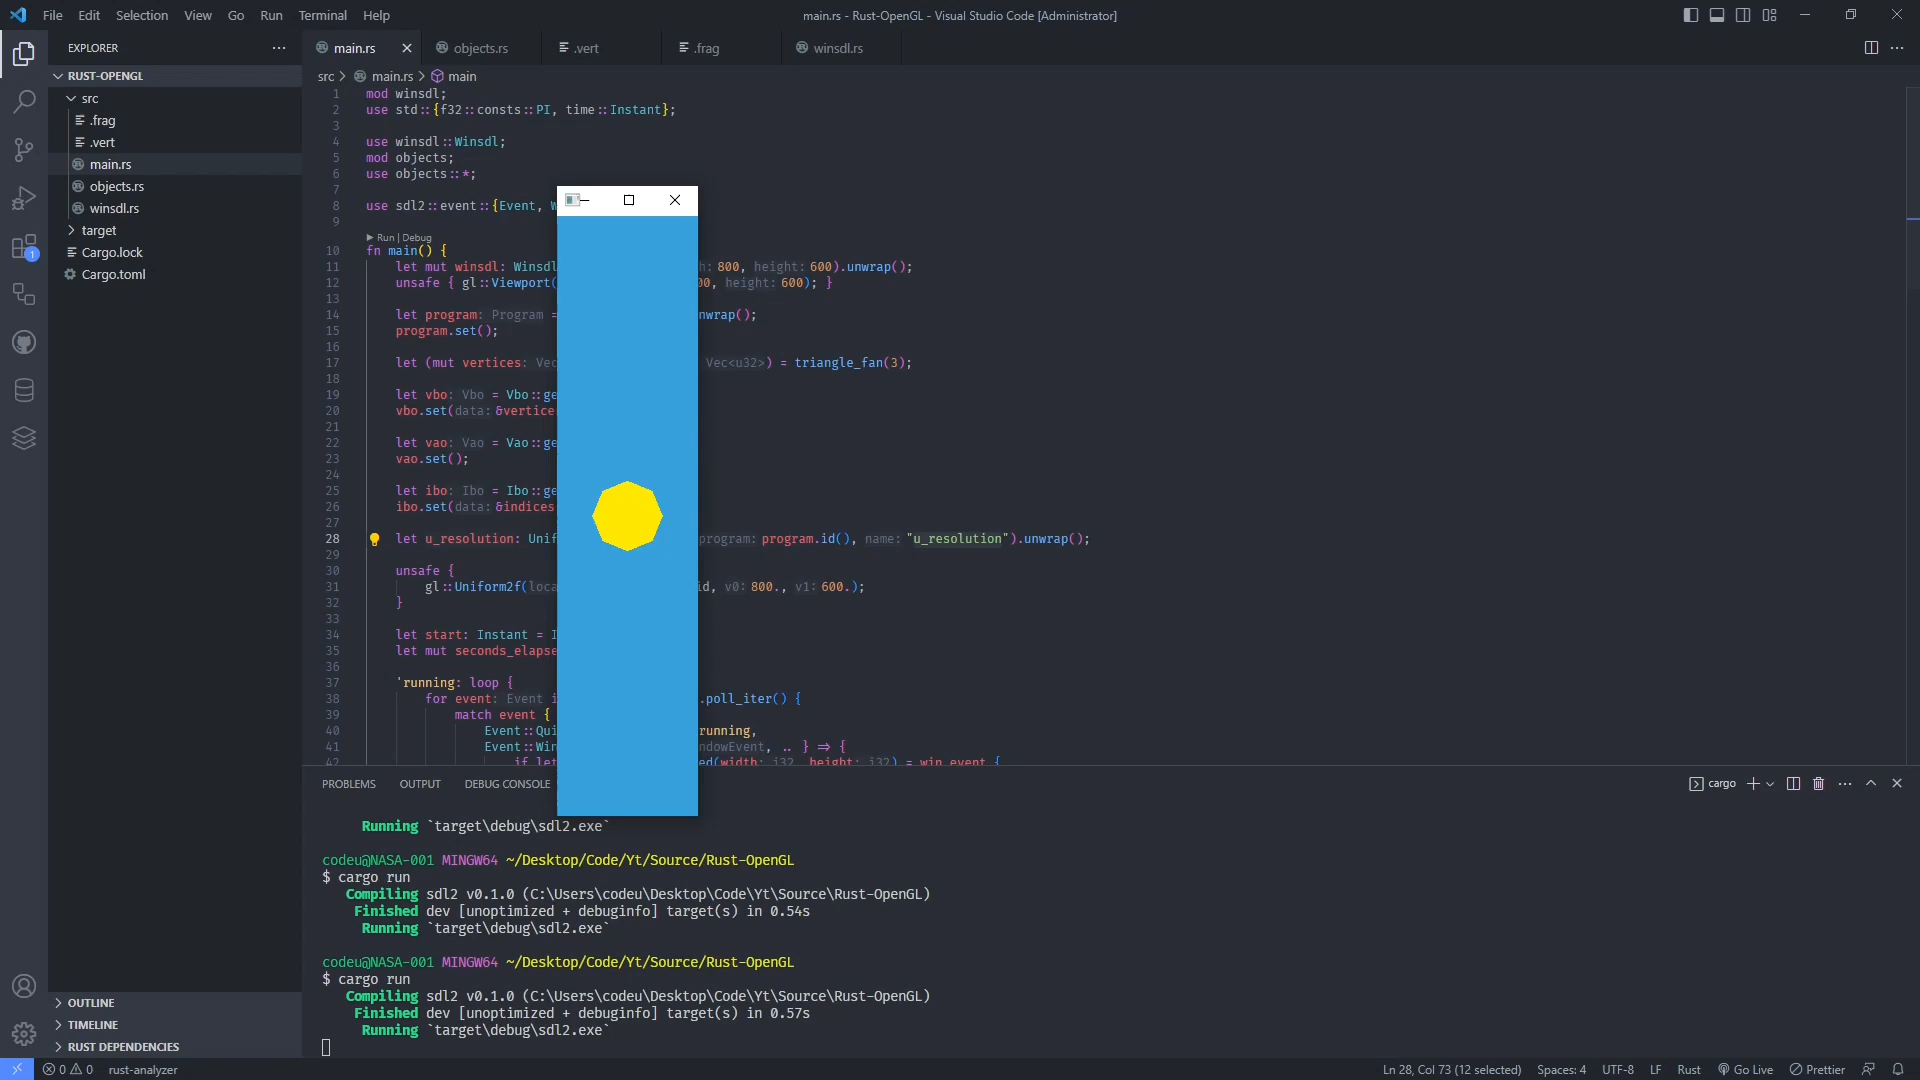 File Edit Selection View Go Run Terminal Help
main.rs - Rust-OpenGL - Visual Studio Code [Administrator]
EXPLORER
main.rs
objects.rs
.vert
.frag
winsdl.rs
RUST-OPENGL
src > main.rs > main
src
.frag
.vert
main.rs
objects.rs
winsdl.rs
target
Cargo.lock
Cargo.toml
1
1 mod winsdl;
2 use std::{f32::consts::PI, time::Instant};
3
4 use winsdl::Winsdl;
5 mod objects;
6 use objects::*;
7
8 use sdl2::event::{Event, W
9
Run | Debug
10 fn main() {
11 let mut winsdl: Winsdl h: 800, height: 600).unwrap();
12 unsafe { gl::Viewport( 00, height: 600); }
13
14 let program: Program = nwrap();
15 program.set();
16
17 let (mut vertices: Vec Vec<u32>) = triangle_fan(3);
18
19 let vbo: Vbo = Vbo::ge
20 vbo.set(data: &vertice
21
22 let vao: Vao = Vao::ge
23 vao.set();
24
25 let ibo: Ibo = Ibo::ge
26 ibo.set(data: &indices
27
28 let u_resolution: Unif program: program.id(), name: "u_resolution").unwrap();
29
30 unsafe {
31 gl::Uniform2f(loca id, v0: 800., v1: 600.);
32 }
33
34 let start: Instant = I
35 let mut seconds_elapse
36
37 'running: loop {
38 for event: Event i .poll_iter() {
39 match event {
40 Event::Qui running,
41 Event::Win ndowEvent, .. } => {
42 if let ed(width: i32, height: i32) = win_event {
PROBLEMS OUTPUT DEBUG CONSOLE
cargo
Running `target\debug\sdl2.exe`
codeu@NASA-001 MINGW64 ~/Desktop/Code/Yt/Source/Rust-OpenGL
$ cargo run
Compiling sdl2 v0.1.0 (C:\Users\codeu\Desktop\Code\Yt\Source\Rust-OpenGL)
Finished dev [unoptimized + debuginfo] target(s) in 0.54s
Running `target\debug\sdl2.exe`
codeu@NASA-001 MINGW64 ~/Desktop/Code/Yt/Source/Rust-OpenGL
$ cargo run
Compiling sdl2 v0.1.0 (C:\Users\codeu\Desktop\Code\Yt\Source\Rust-OpenGL)
Finished dev [unoptimized + debuginfo] target(s) in 0.57s
Running `target\debug\sdl2.exe`
OUTLINE
TIMELINE
RUST DEPENDENCIES
0 0 rust-analyzer
Ln 28, Col 73 (12 selected) Spaces: 4 UTF-8 LF Rust Go Live Prettier